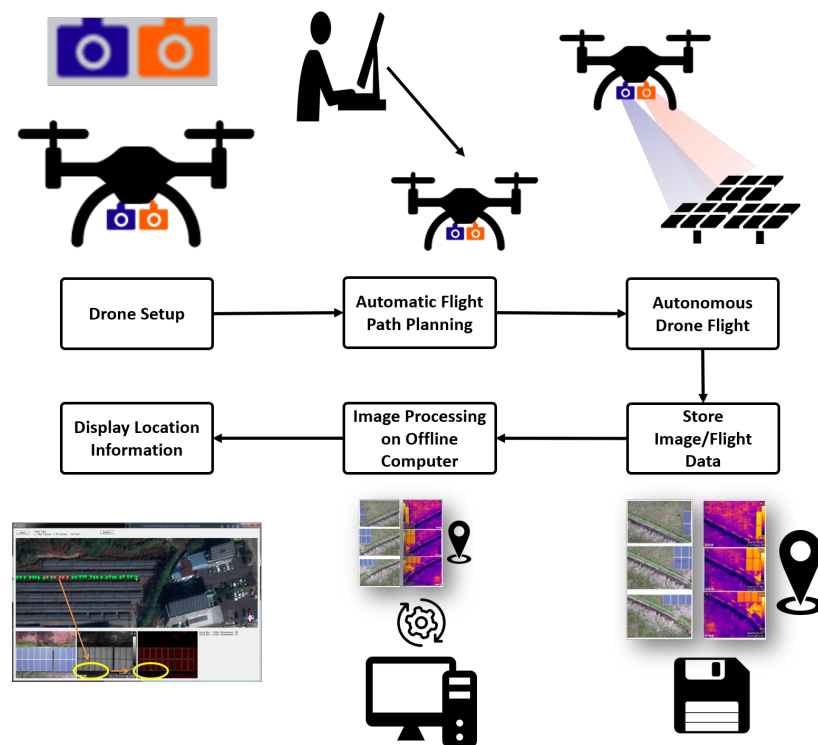 Drone Setup
Automatic Flight
Path Planning
Autonomous
Drone Flight
Display Location
Information
Image Processing
on Offline
Computer
Store
Image/Flight
Data